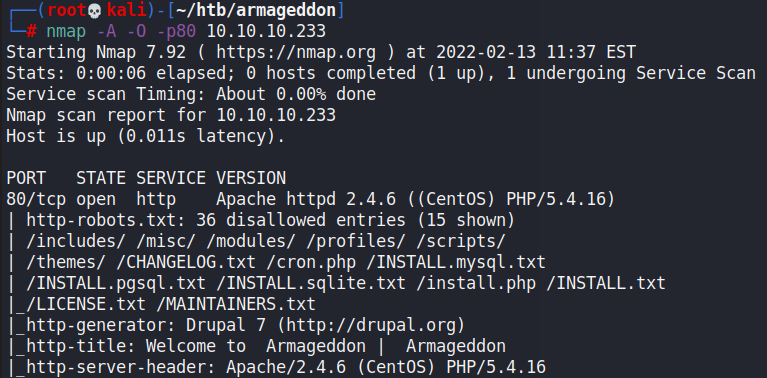 ┌──(root💀kali)-[~/htb/armageddon]
└─# nmap -A -O -p80 10.10.10.233
Starting Nmap 7.92 ( https://nmap.org ) at 2022-02-13 11:37 EST
Stats: 0:00:06 elapsed; 0 hosts completed (1 up), 1 undergoing Service Scan
Service scan Timing: About 0.00% done
Nmap scan report for 10.10.10.233
Host is up (0.011s latency).

PORT   STATE SERVICE VERSION
80/tcp open  http    Apache httpd 2.4.6 ((CentOS) PHP/5.4.16)
| http-robots.txt: 36 disallowed entries (15 shown)
| /includes/ /misc/ /modules/ /profiles/ /scripts/
| /themes/ /CHANGELOG.txt /cron.php /INSTALL.mysql.txt
| /INSTALL.pgsql.txt /INSTALL.sqlite.txt /install.php /INSTALL.txt
|_/LICENSE.txt /MAINTAINERS.txt
|_http-generator: Drupal 7 (http://drupal.org)
|_http-title: Welcome to  Armageddon |  Armageddon
|_http-server-header: Apache/2.4.6 (CentOS) PHP/5.4.16